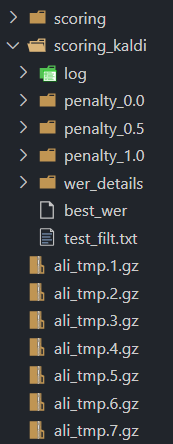 scoring
scoring_kaldi
log
penalty_0.0
penalty_0.5
penalty_1.0
wer_details
best_wer
test_filt.txt
ali_tmp.1.gz
ali_tmp.2.gz
ali_tmp.3.gz
ali_tmp.4.gz
ali_tmp.5.gz
ali_tmp.6.gz
ali_tmp.7.gz